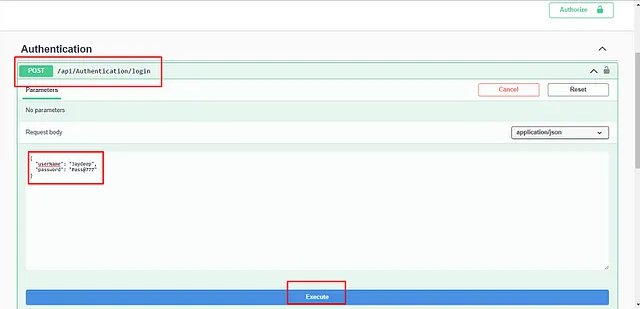 Authorize
Authentication
POST /api/Authentication/login
Parameters
Cancel
Reset
No parameters
Request body
application/json
{
"userName": "Jaydeep",
"password": "Pass@777"
}
Execute